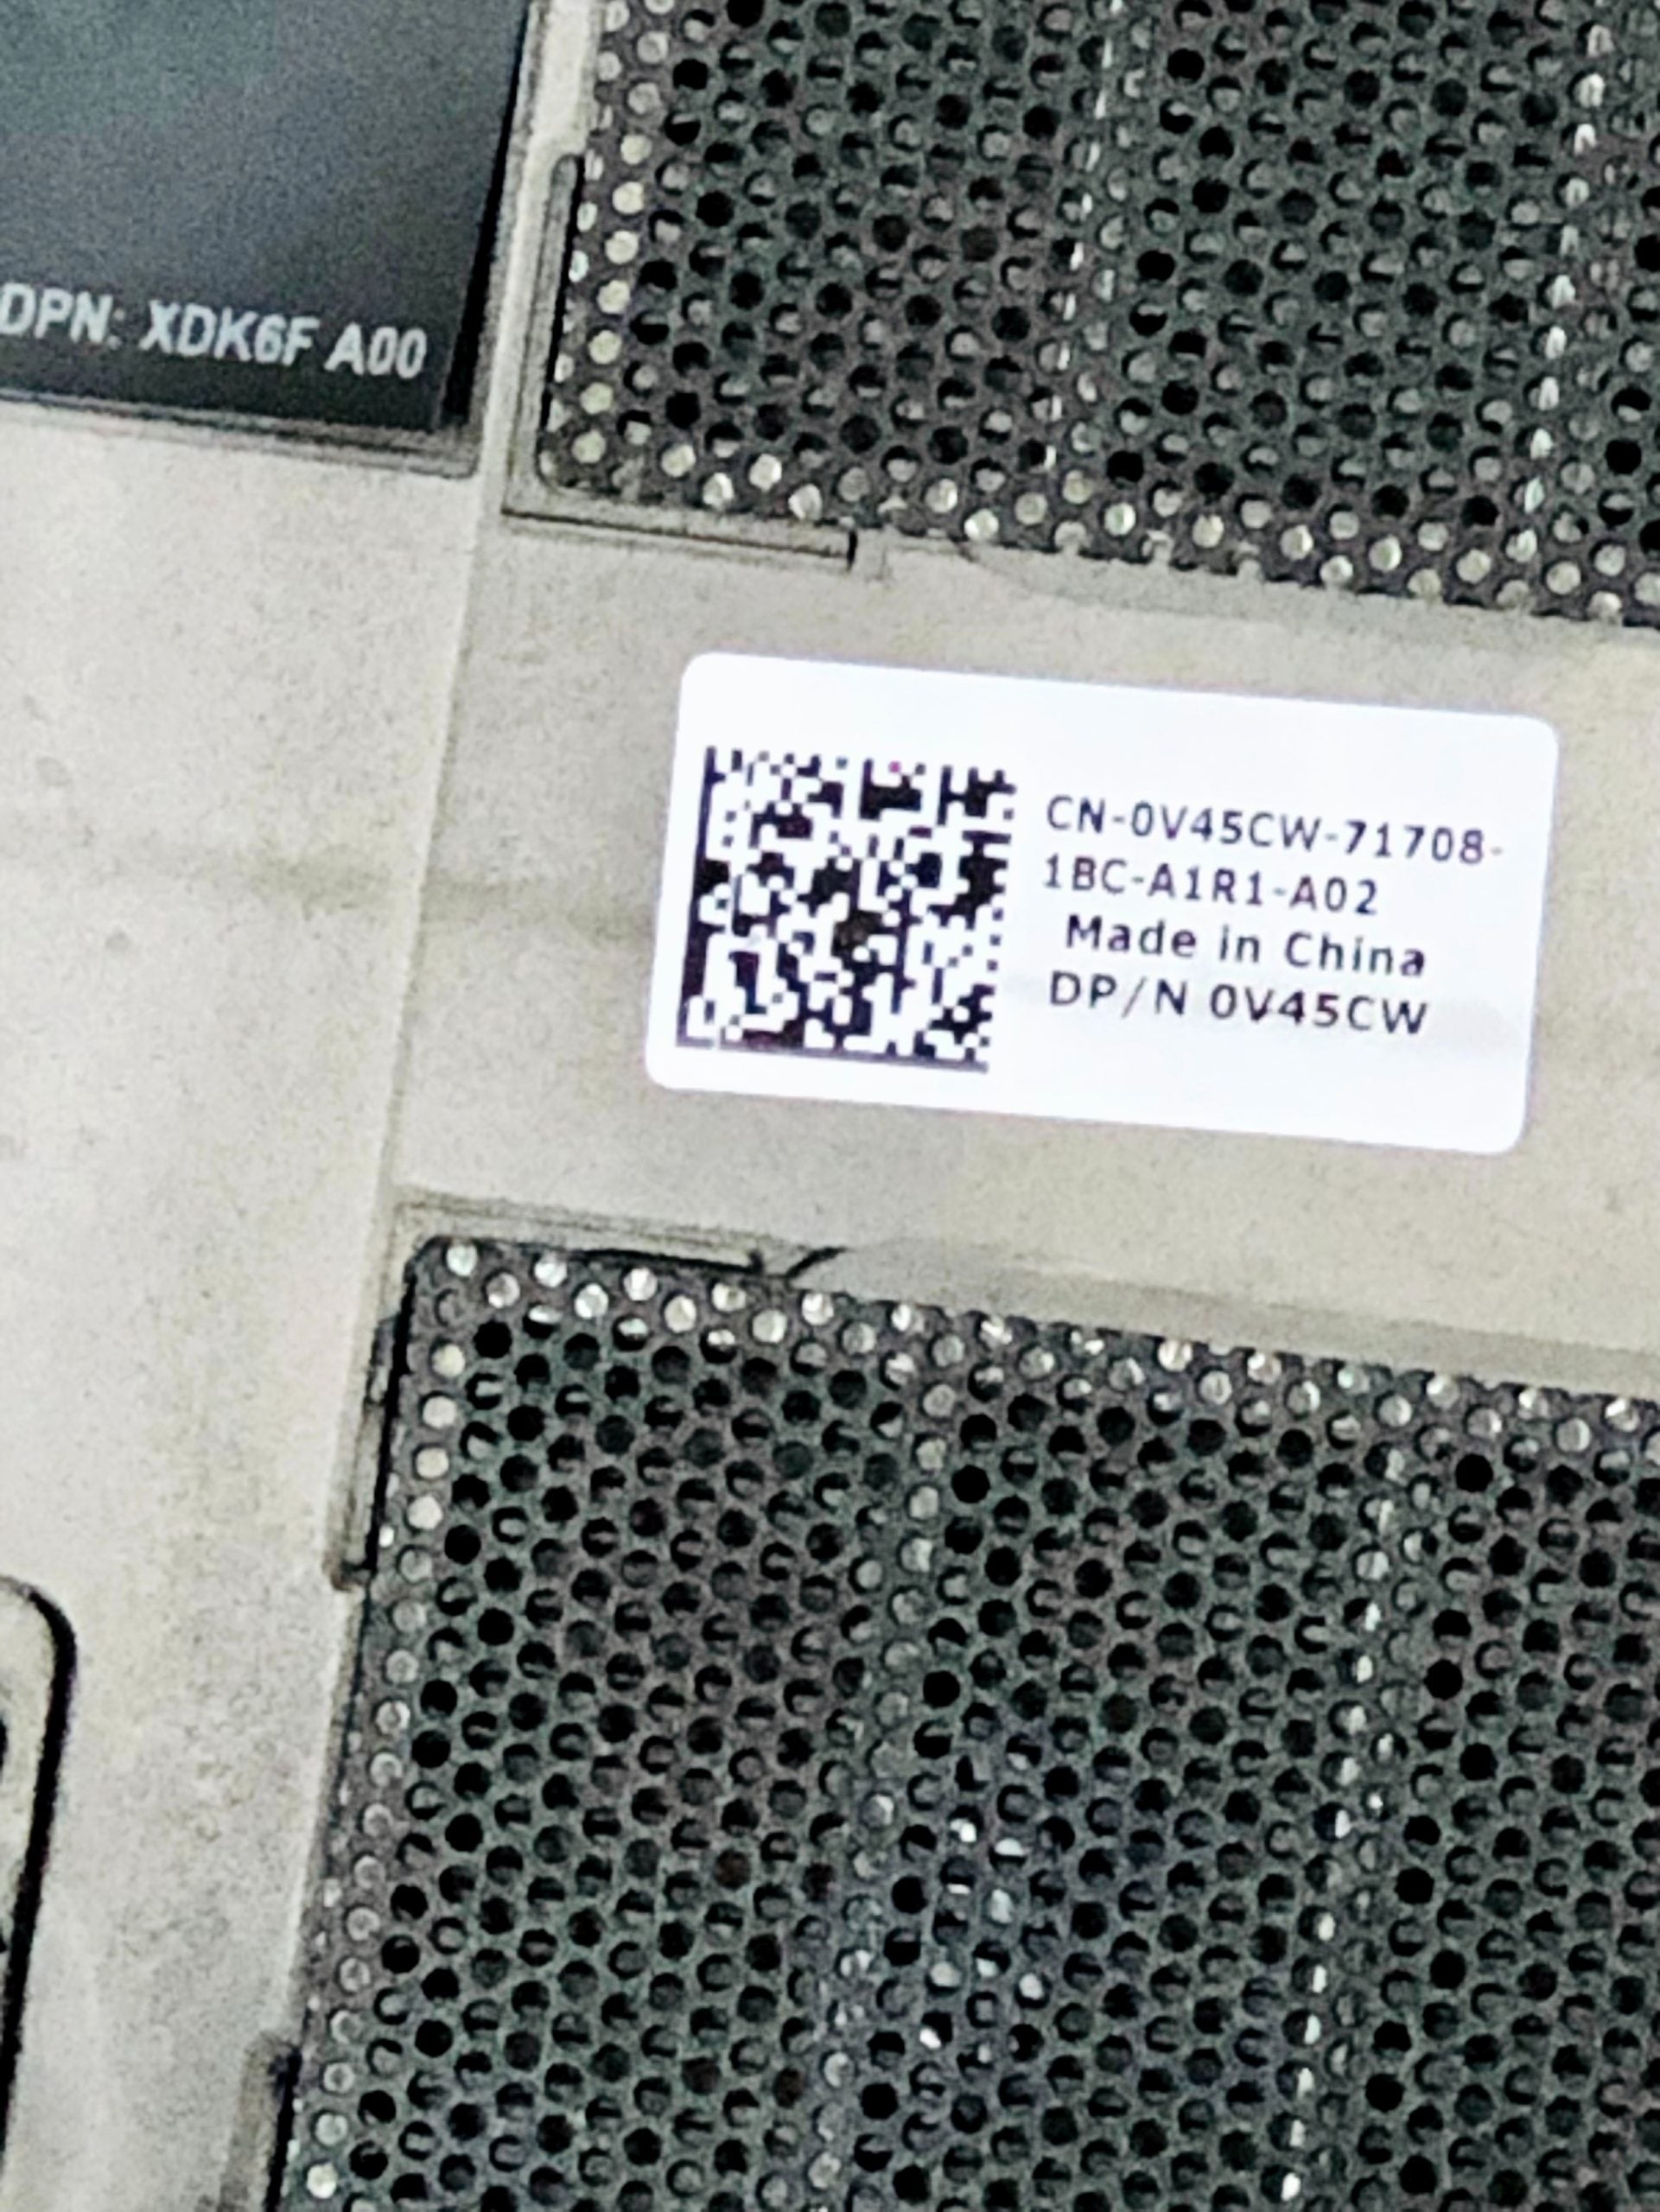 DPN: XDK6F A00
CN-0V45CW-71708-
1BC-A1R1-A02
Made in China
DP/N 0V45CW